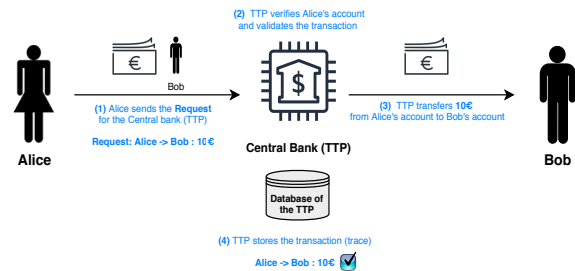 (2) TTP verifies Alice's account
and validates the transaction
€
Bob
$
€
(1) Alice sends the Request
for the Central bank (TTP)
Request: Alice -> Bob : 10€
(3) TTP transfers 10€
from Alice's account to Bob's account
Alice
Central Bank (TTP)
Bob
Database of
the TTP
(4) TTP stores the transaction (trace)
Alice -> Bob : 10€